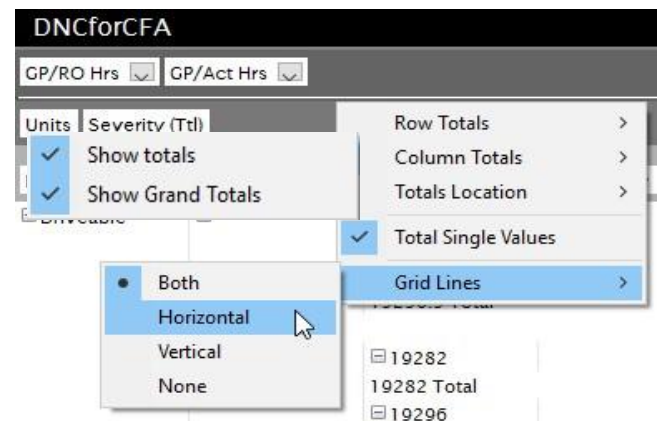 DNCforCFA
GP/RO Hrs GP/Act Hrs
Units Severity (Ttl)
Row Totals
Show totals
Column Totals
Show Grand Totals
Totals Location
Total Single Values
Both
Grid Lines
Horizontal
Vertical
19282
None
19282 Total
19296